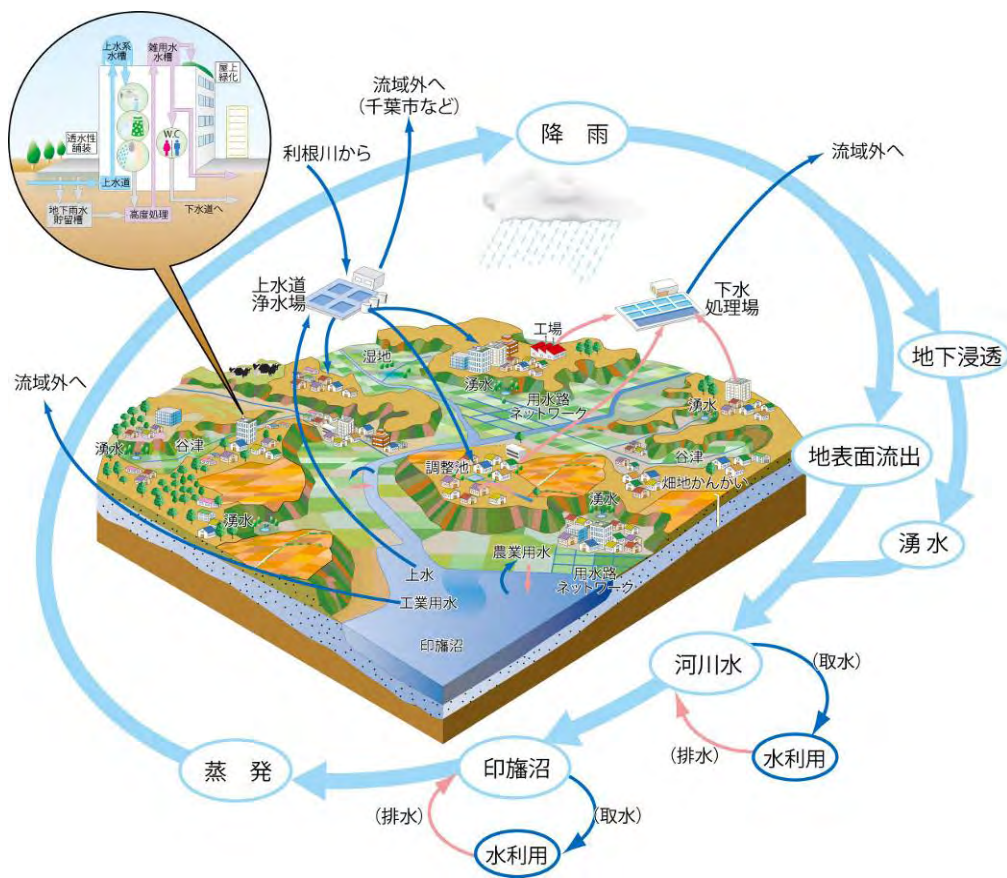 上水系
水槽
雑用水
水槽
屋上
緑化
W.C
透水性
舗装
上水道
地下雨水
貯留槽
高度処理
下水道へ
流域外へ
(千葉市など)
利根川から
降雨
流域外へ
上水道
浄水場
下水
処理場
工場
湿地
湧水
用水路
ネットワーク
湧水
地下浸透
流域外へ
湧水
谷津
調整池
谷津
畑地かんがい
地表面流出
湧水
湧水
農業用水
用水路
ネットワーク
湧水
上水
工業用水
印旛沼
河川水
(取水)
(排水)
水利用
蒸発
印旛沼
(排水)
(取水)
水利用